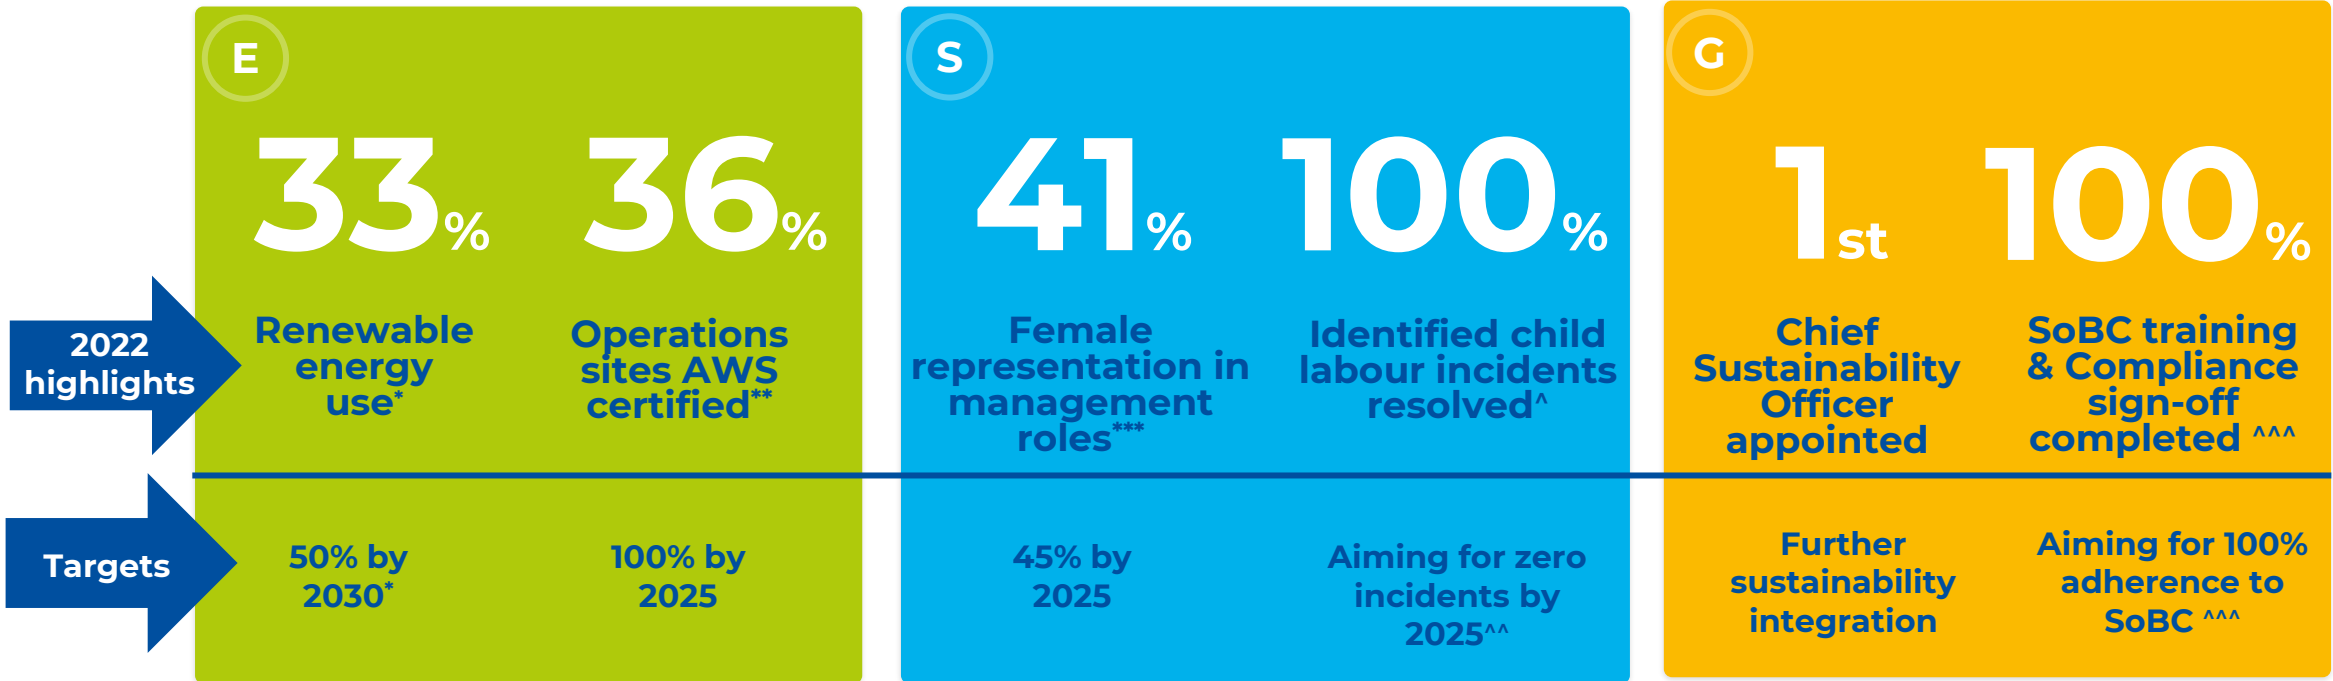 E
33%
Renewable
energy
use*
36%
Operations
sites AWS
certified**
S
41%
Female
representation in
management
roles***
100%
Identified child
labour incidents
resolved^
G
1st
Chief
Sustainability
Officer
appointed
100%
SoBC training
& Compliance
sign-off
completed ^^^
2022
highlights
Targets
50% by
2030*
100% by
2025
45% by
2025
Aiming for zero
incidents by
2025^^
Further
sustainability
integration
Aiming for 100%
adherence to
SoBC ^^^